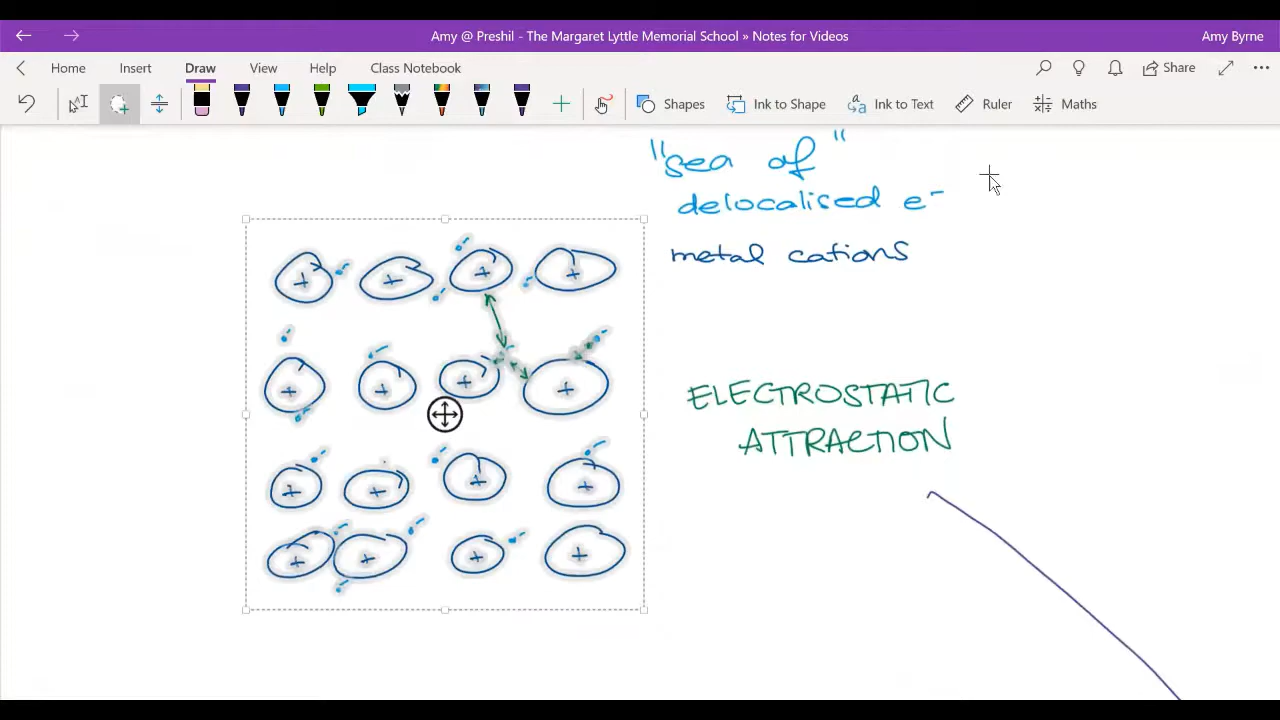 Amy @ Preshil - The Margaret Lyttle Memorial School » Notes for Videos
Amy Byrne
Home Insert Draw View Help Class Notebook
Share
Shapes Ink to Shape Ink to Text Ruler Maths
"sea of"
delocalised e-
metal cations
+ + + +
+ + + +
ELECTROSTATIC
ATTRACTION
+ + + +
+ + + +